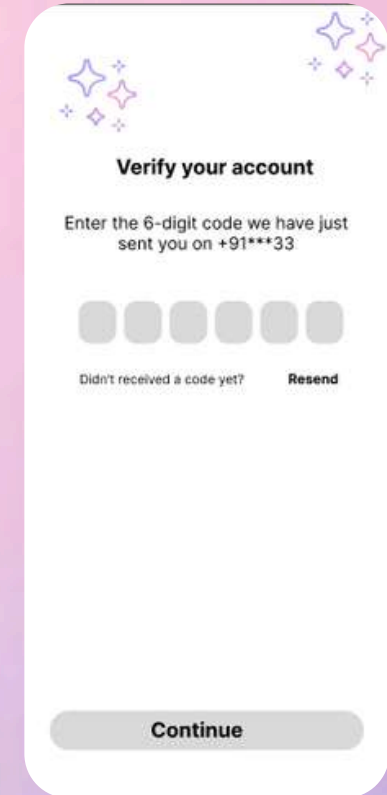 Verify your account
Enter the 6-digit code we have just
sent you on +91***33
Didn't received a code yet? Resend
Continue